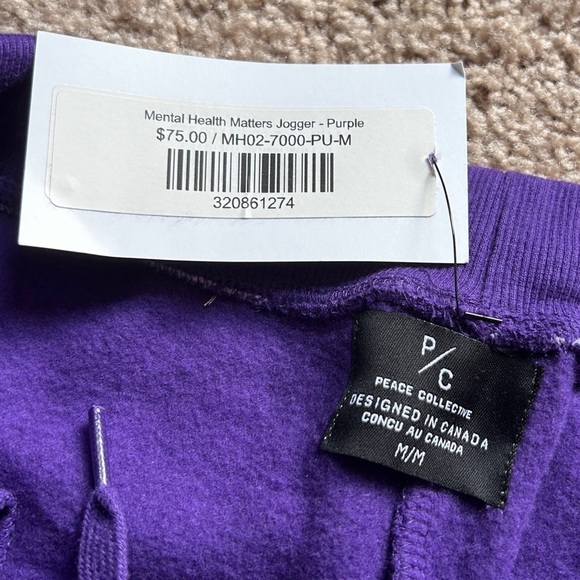 Mental Health Matters Jogger - Purple
$75.00 / MH02-7000-PU-M
320861274
P/C
PEACE COLLECTIVE
DESIGNED IN CANADA
CONCU AU CANADA
M/M